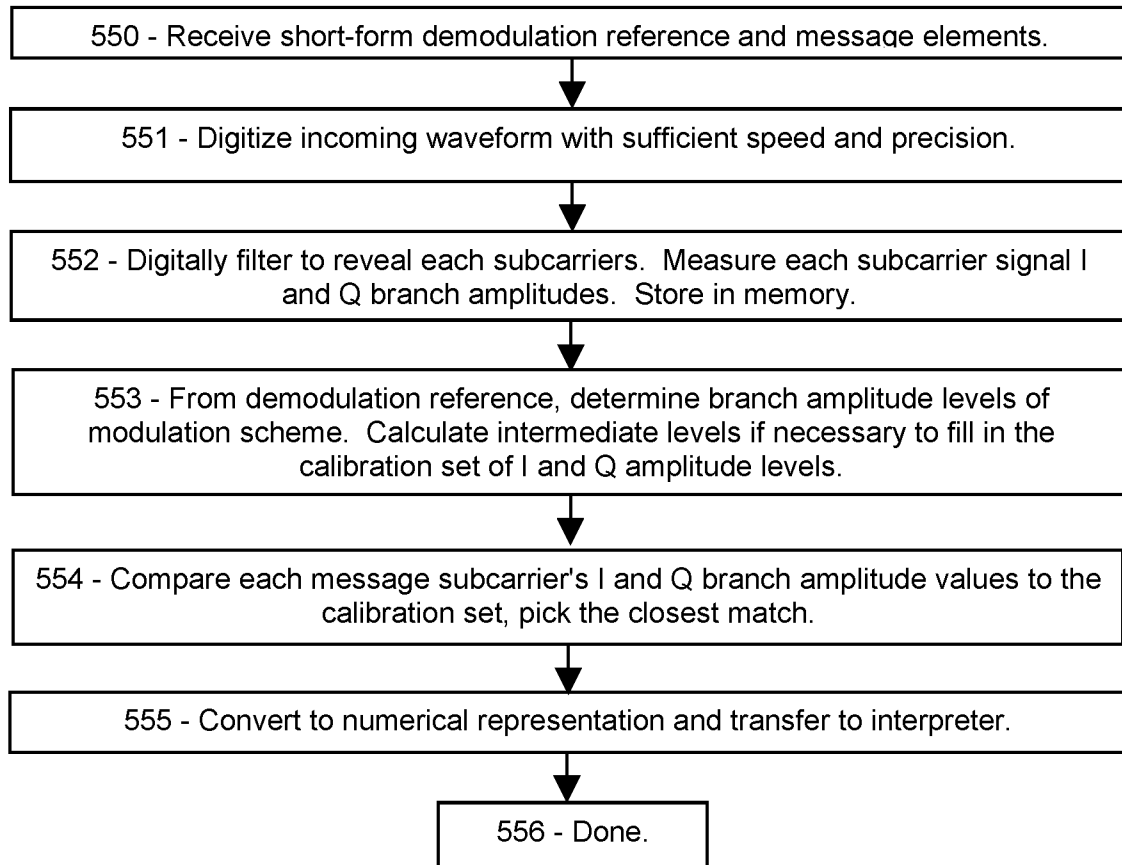 550 - Receive short-form demodulation reference and message elements.
551 - Digitize incoming waveform with sufficient speed and precision.
552 - Digitally filter to reveal each subcarriers.  Measure each subcarrier signal I
and Q branch amplitudes.  Store in memory.
553 - From demodulation reference, determine branch amplitude levels of
modulation scheme.  Calculate intermediate levels if necessary to fill in the
calibration set of I and Q amplitude levels.
554 - Compare each message subcarrier's I and Q branch amplitude values to the
calibration set, pick the closest match.
555 - Convert to numerical representation and transfer to interpreter.
556 - Done.